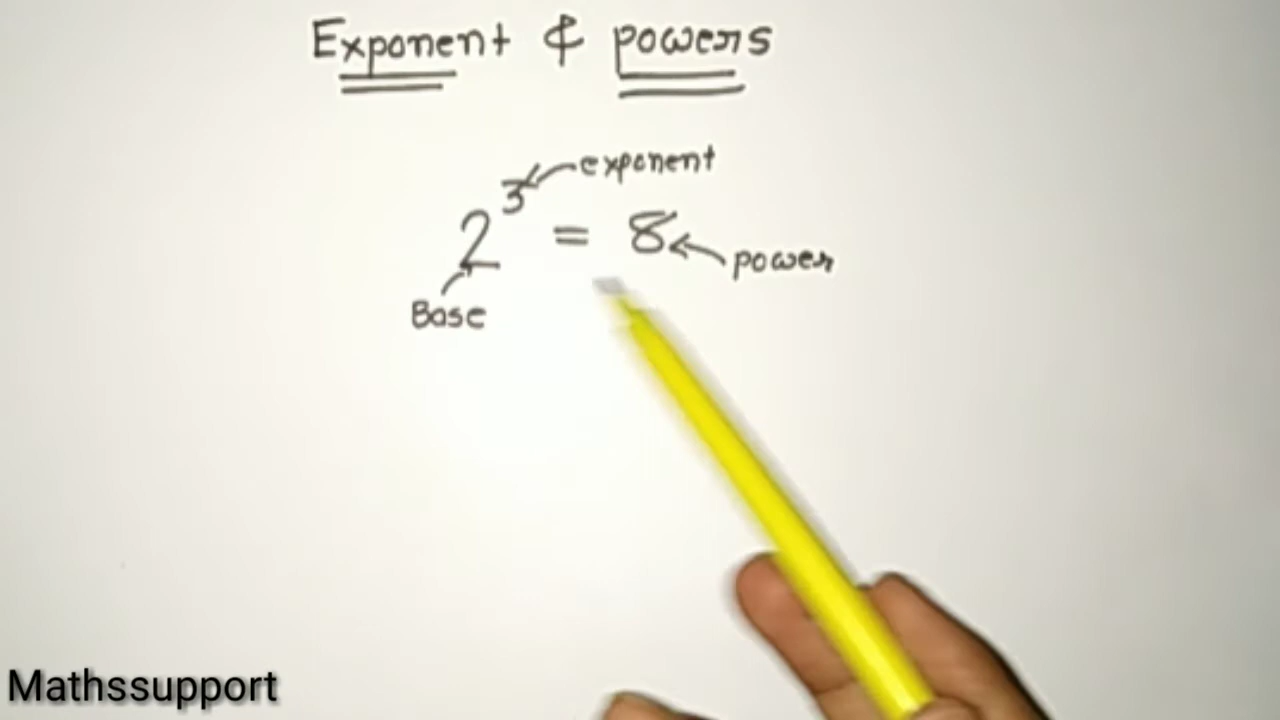 Exponent & powers
exponent
2³ = 8
power
Base
Mathssupport